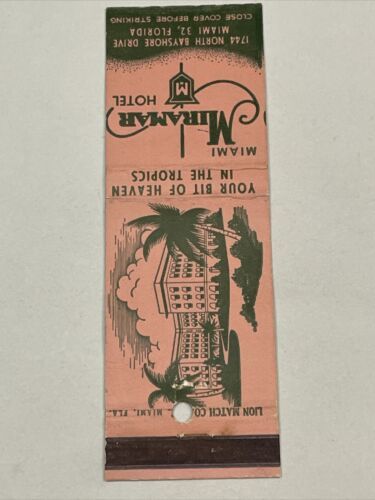 CLOSE COVER BEFORE STRIKING
MIAMI 32, FLORIDA
1744 NORTH BAYSHORE DRIVE
M
MIAMI
MIRAMAR
HOTEL
YOUR BIT OF HEAVEN
IN THE TROPICS
LION MATCH CO. MIAMI, FLA.